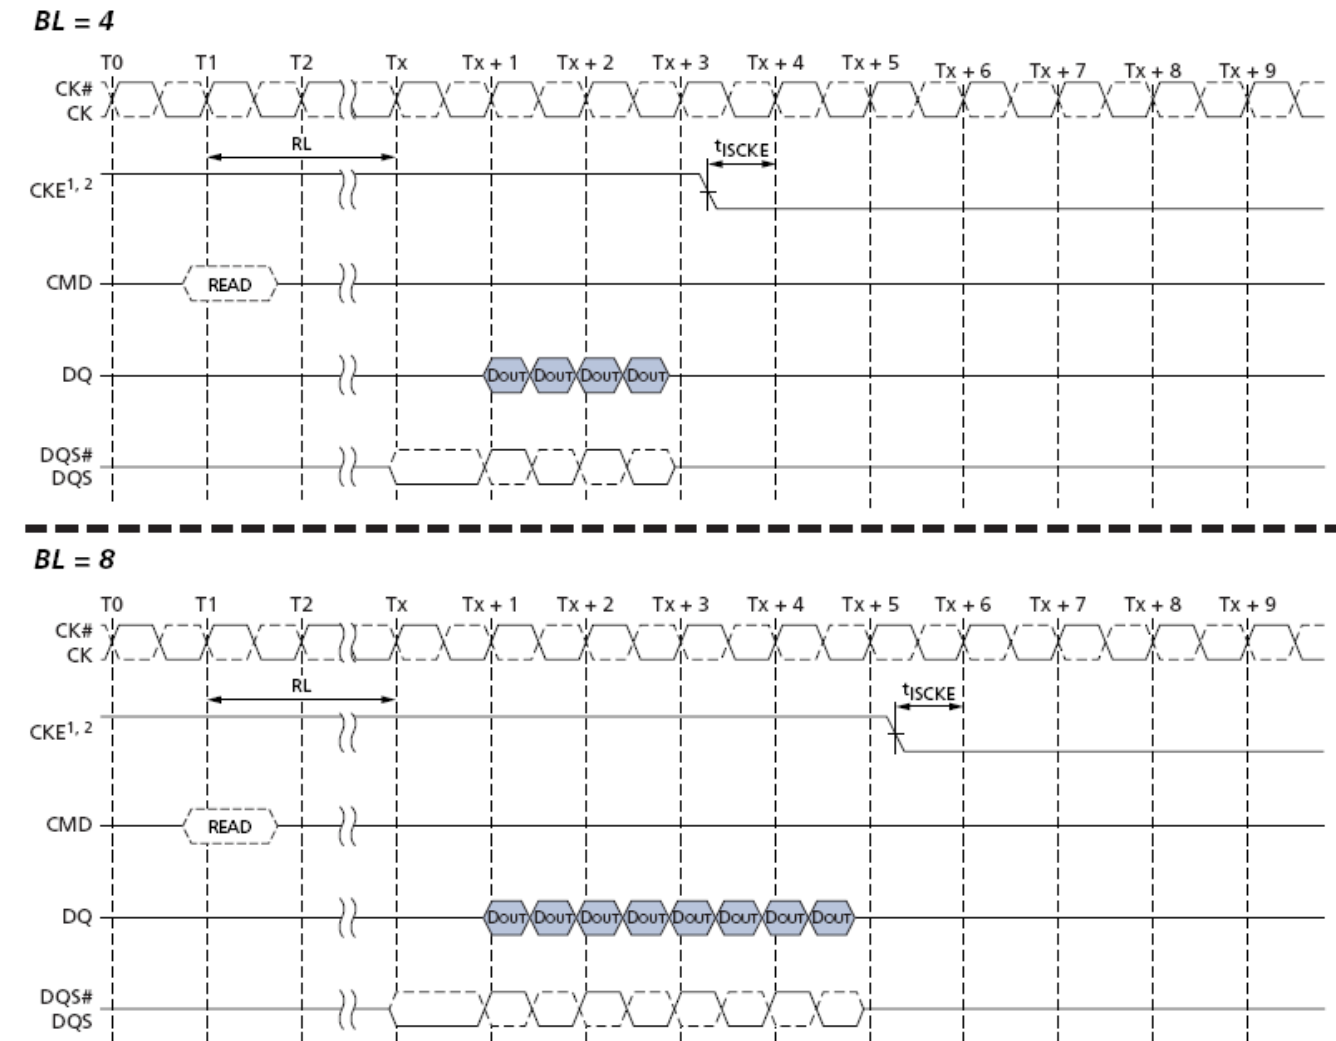 BL = 4
T0 T1 T2 Tx Tx + 1 Tx + 2 Tx + 3 Tx + 4 Tx + 5 Tx + 6 Tx + 7 Tx + 8 Tx + 9
CK#
CK
RL
tISCKE
CKE1, 2
CMD READ
DQ DOUT DOUT DOUT DOUT
DQS#
DQS
BL = 8
T0 T1 T2 Tx Tx + 1 Tx + 2 Tx + 3 Tx + 4 Tx + 5 Tx + 6 Tx + 7 Tx + 8 Tx + 9
CK#
CK
RL
tISCKE
CKE1, 2
CMD READ
DQ DOUT DOUT DOUT DOUT DOUT DOUT DOUT DOUT
DQS#
DQS